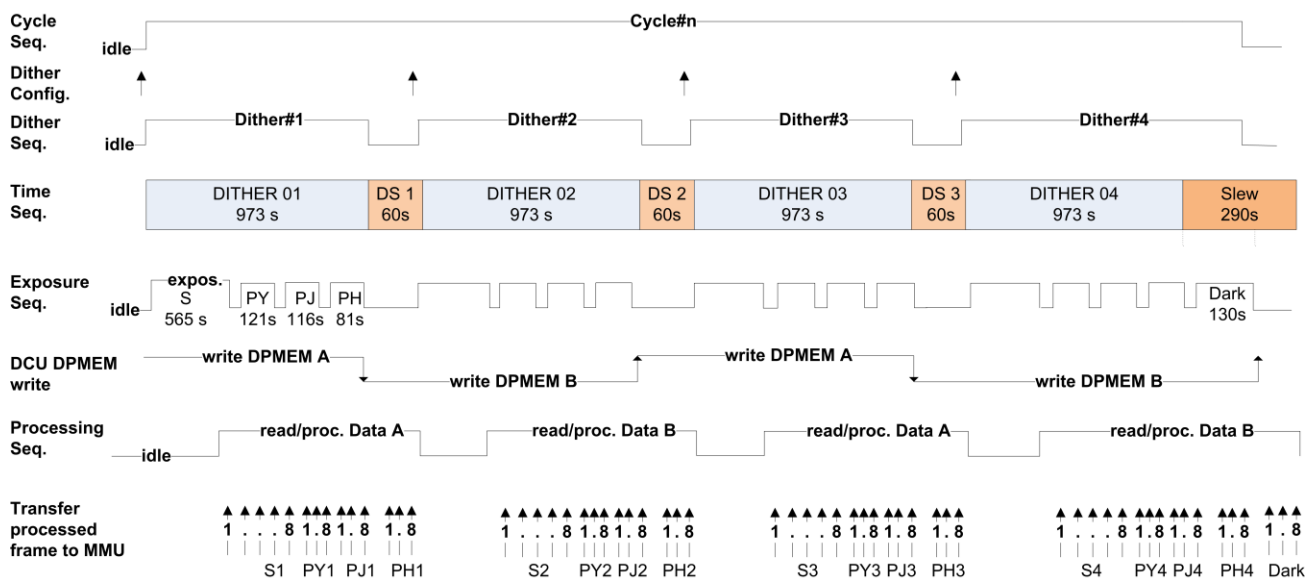 Cycle
Seq.
idle
Cycle#n
Dither
Config.
Dither
Seq.
idle
Dither#1
Dither#2
Dither#3
Dither#4
Time
Seq.
DITHER 01
973 s
DS 1
60s
DITHER 02
973 s
DS 2
60s
DITHER 03
973 s
DS 3
60s
DITHER 04
973 s
Slew
290s
Exposure
Seq.
idle
expos.
S
565 s
PY
121s
PJ
116s
PH
81s
Dark
130s
DCU DPMEM
write
write DPMEM A
write DPMEM B
write DPMEM A
write DPMEM B
Processing
Seq.
idle
read/proc. Data A
read/proc. Data B
read/proc. Data A
read/proc. Data B
Transfer
processed
frame to MMU
1 . . . 8 1.8 1.8 1.8
1 . . . 8 1.8 1.8 1.8
1 . . . 8 1.8 1.8 1.8
1 . . . 8 1.8 1.8 1.8 1.8
S1 PY1 PJ1 PH1
S2 PY2 PJ2 PH2
S3 PY3 PJ3 PH3
S4 PY4 PJ4 PH4 Dark